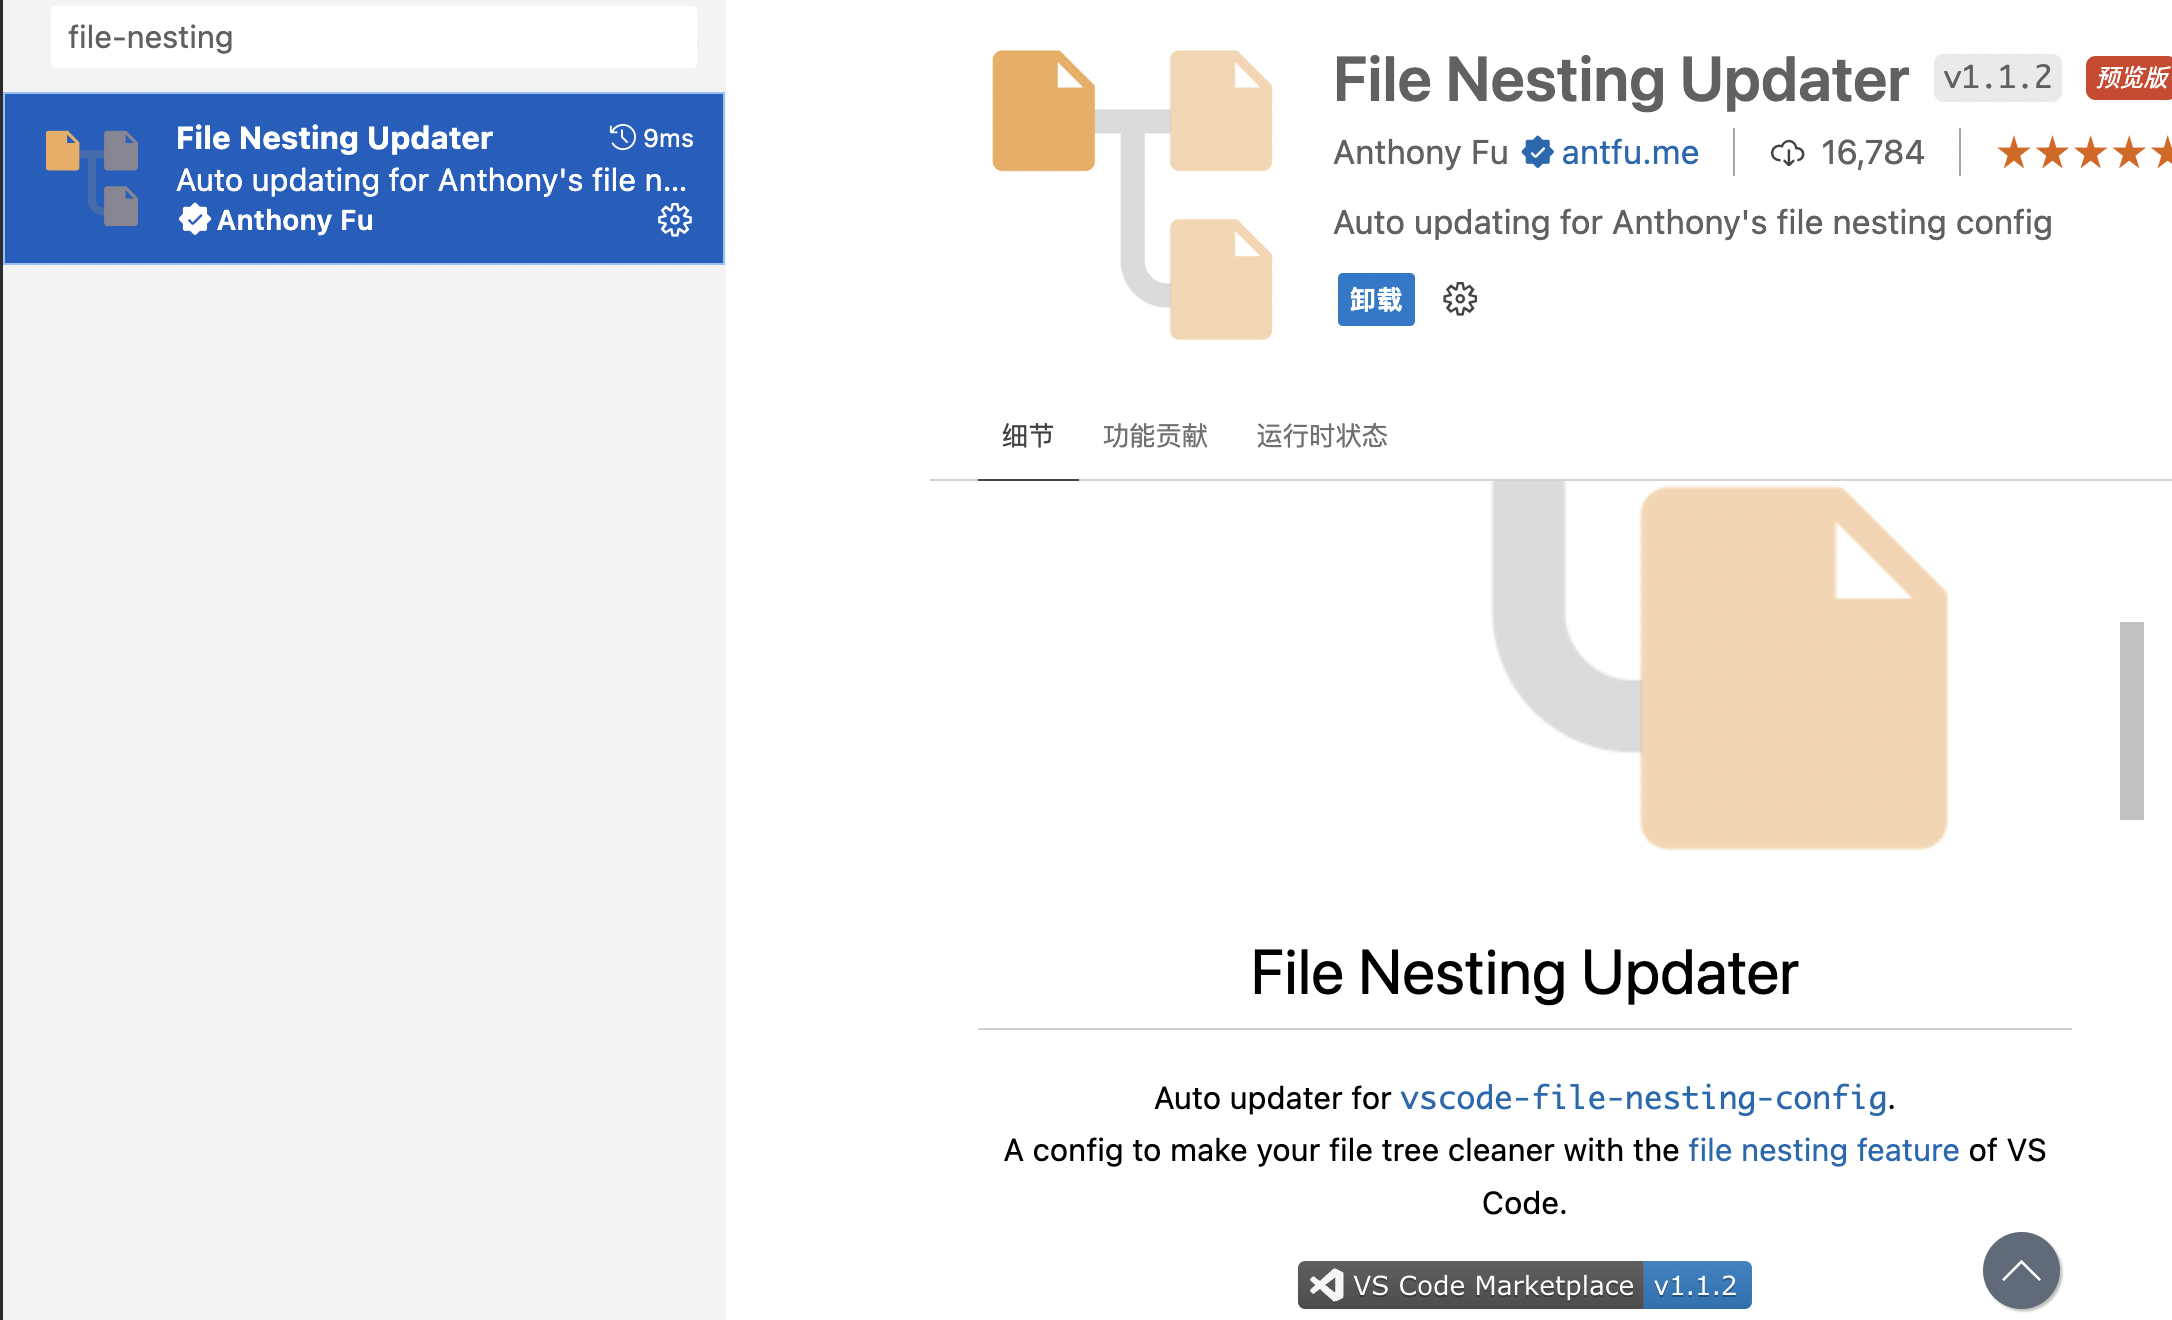 file-nesting
File Nesting Updater 9ms
Auto updating for Anthony's file n...
Anthony Fu
File Nesting Updater v1.1.2 预览版
Anthony Fu antfu.me 16,784
Auto updating for Anthony's file nesting config
卸载
细节 功能贡献 运行时状态
File Nesting Updater
Auto updater for vscode-file-nesting-config.
A config to make your file tree cleaner with the file nesting feature of VS
Code.
VS Code Marketplace v1.1.2